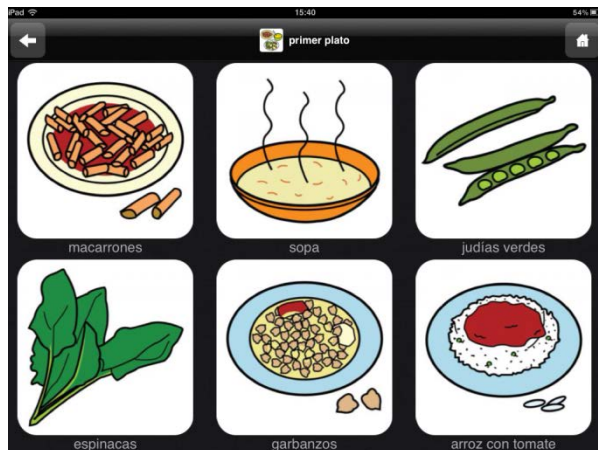 iPad 15:40 54%
primer plato
macarrones sopa judías verdes
espinacas garbanzos arroz con tomate